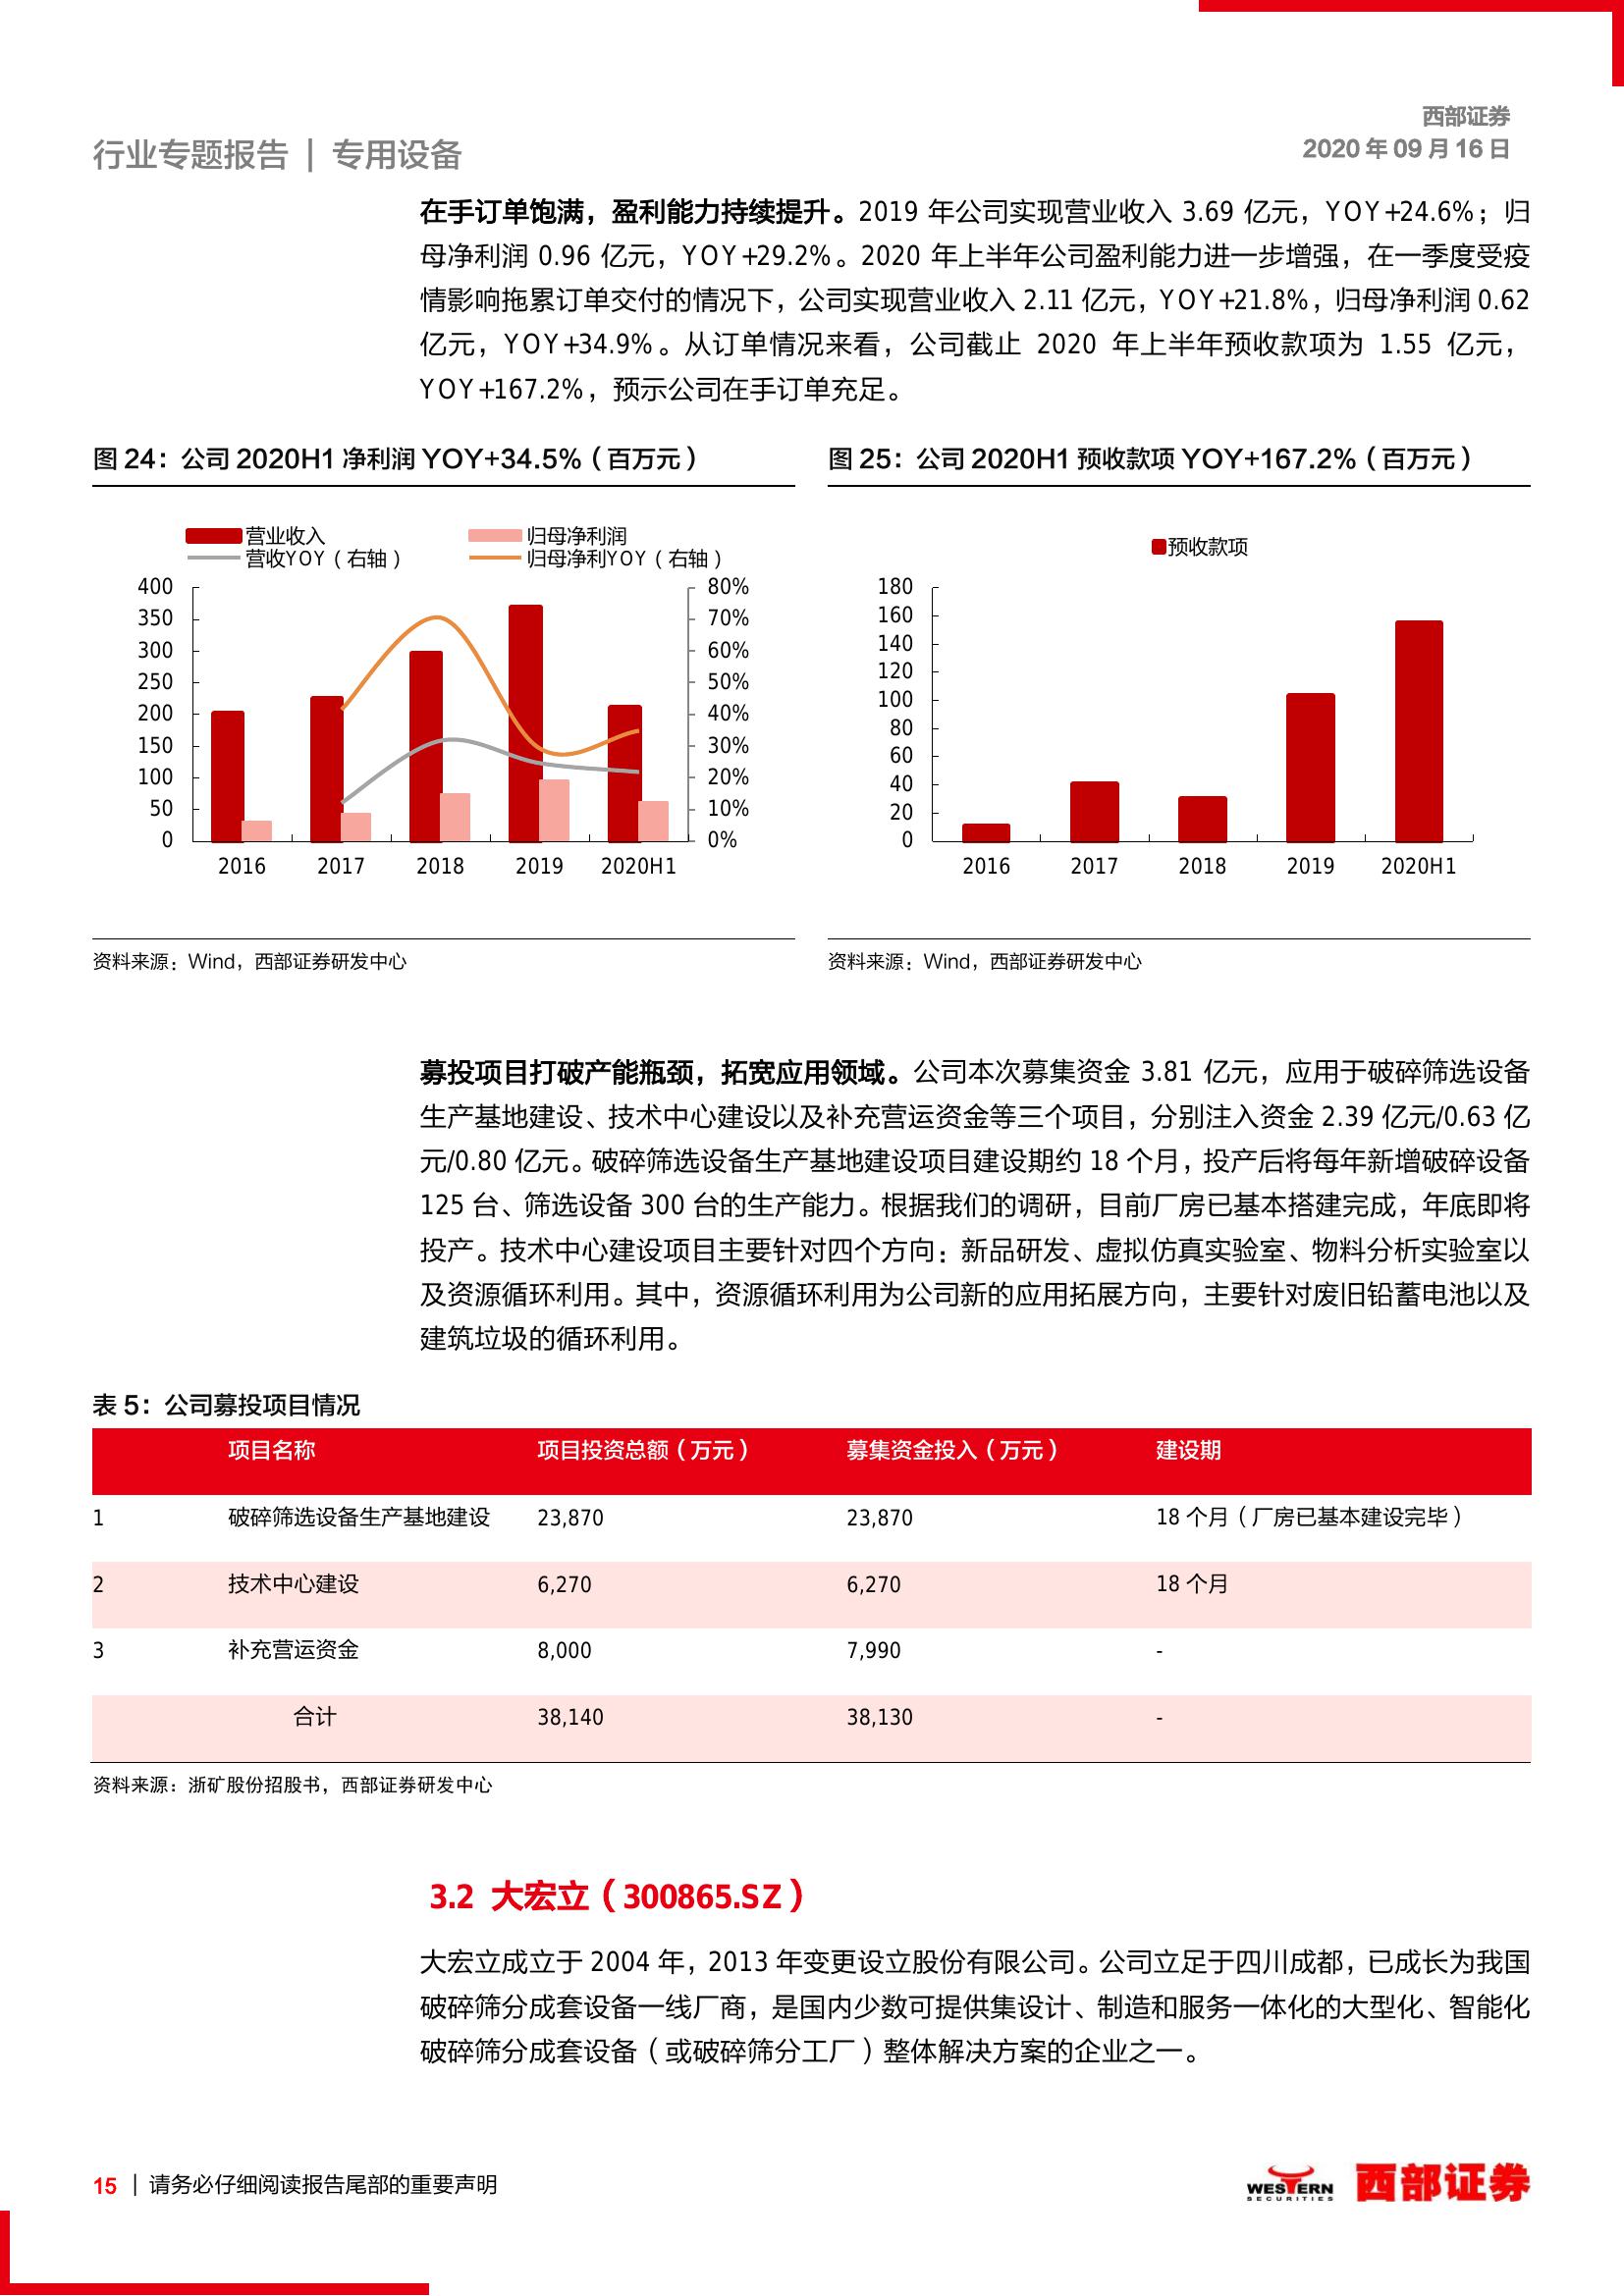 西部证券
2020 年 09 月 16 日
行业专题报告 | 专用设备
在手订单饱满，盈利能力持续提升。2019 年公司实现营业收入 3.69 亿元，YOY+24.6%；归
母净利润 0.96 亿元，YOY+29.2%。2020 年上半年公司盈利能力进一步增强，在一季度受疫
情影响拖累订单交付的情况下，公司实现营业收入 2.11 亿元，YOY+21.8%，归母净利润 0.62
亿元，YOY+34.9%。从订单情况来看，公司截止 2020 年上半年预收款项为 1.55 亿元，
YOY+167.2%，预示公司在手订单充足。
图 24：公司 2020H1 净利润 YOY+34.5%（百万元）
营业收入 归母净利润
营收YOY（右轴） 归母净利YOY（右轴）
400 80%
350 70%
300 60%
250 50%
200 40%
150 30%
100 20%
50 10%
0 0%
2016 2017 2018 2019 2020H1
资料来源：Wind，西部证券研发中心
图 25：公司 2020H1 预收款项 YOY+167.2%（百万元）
预收款项
180
160
140
120
100
80
60
40
20
0
2016 2017 2018 2019 2020H1
资料来源：Wind，西部证券研发中心
募投项目打破产能瓶颈，拓宽应用领域。公司本次募集资金 3.81 亿元，应用于破碎筛选设备
生产基地建设、技术中心建设以及补充营运资金等三个项目，分别注入资金 2.39 亿元/0.63 亿
元/0.80 亿元。破碎筛选设备生产基地建设项目建设期约 18 个月，投产后将每年新增破碎设备
125 台、筛选设备 300 台的生产能力。根据我们的调研，目前厂房已基本搭建完成，年底即将
投产。技术中心建设项目主要针对四个方向：新品研发、虚拟仿真实验室、物料分析实验室以
及资源循环利用。其中，资源循环利用为公司新的应用拓展方向，主要针对废旧铅蓄电池以及
建筑垃圾的循环利用。
表 5：公司募投项目情况
项目名称 项目投资总额（万元） 募集资金投入（万元） 建设期
1 破碎筛选设备生产基地建设 23,870 23,870 18 个月（厂房已基本建设完毕）
2 技术中心建设 6,270 6,270 18 个月
3 补充营运资金 8,000 7,990 -
合计 38,140 38,130 -
资料来源：浙矿股份招股书，西部证券研发中心
3.2 大宏立（300865.SZ）
大宏立成立于 2004 年，2013 年变更设立股份有限公司。公司立足于四川成都，已成长为我国
破碎筛分成套设备一线厂商，是国内少数可提供集设计、制造和服务一体化的大型化、智能化
破碎筛分成套设备（或破碎筛分工厂）整体解决方案的企业之一。
15 | 请务必仔细阅读报告尾部的重要声明
WESTERN
SECURITIES
西部证券